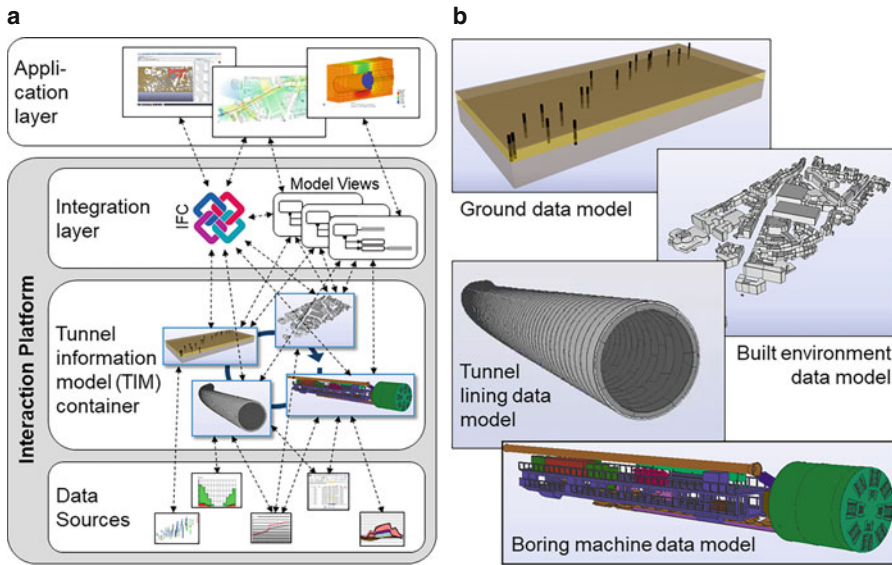 a
Appli-
cation
layer
Interaction Platform
Integration
layer
IFC
Model Views
Tunnel
information
model (TIM)
container
Data
Sources
b
Ground data model
Built environment
data model
Tunnel
lining data
model
Boring machine data model